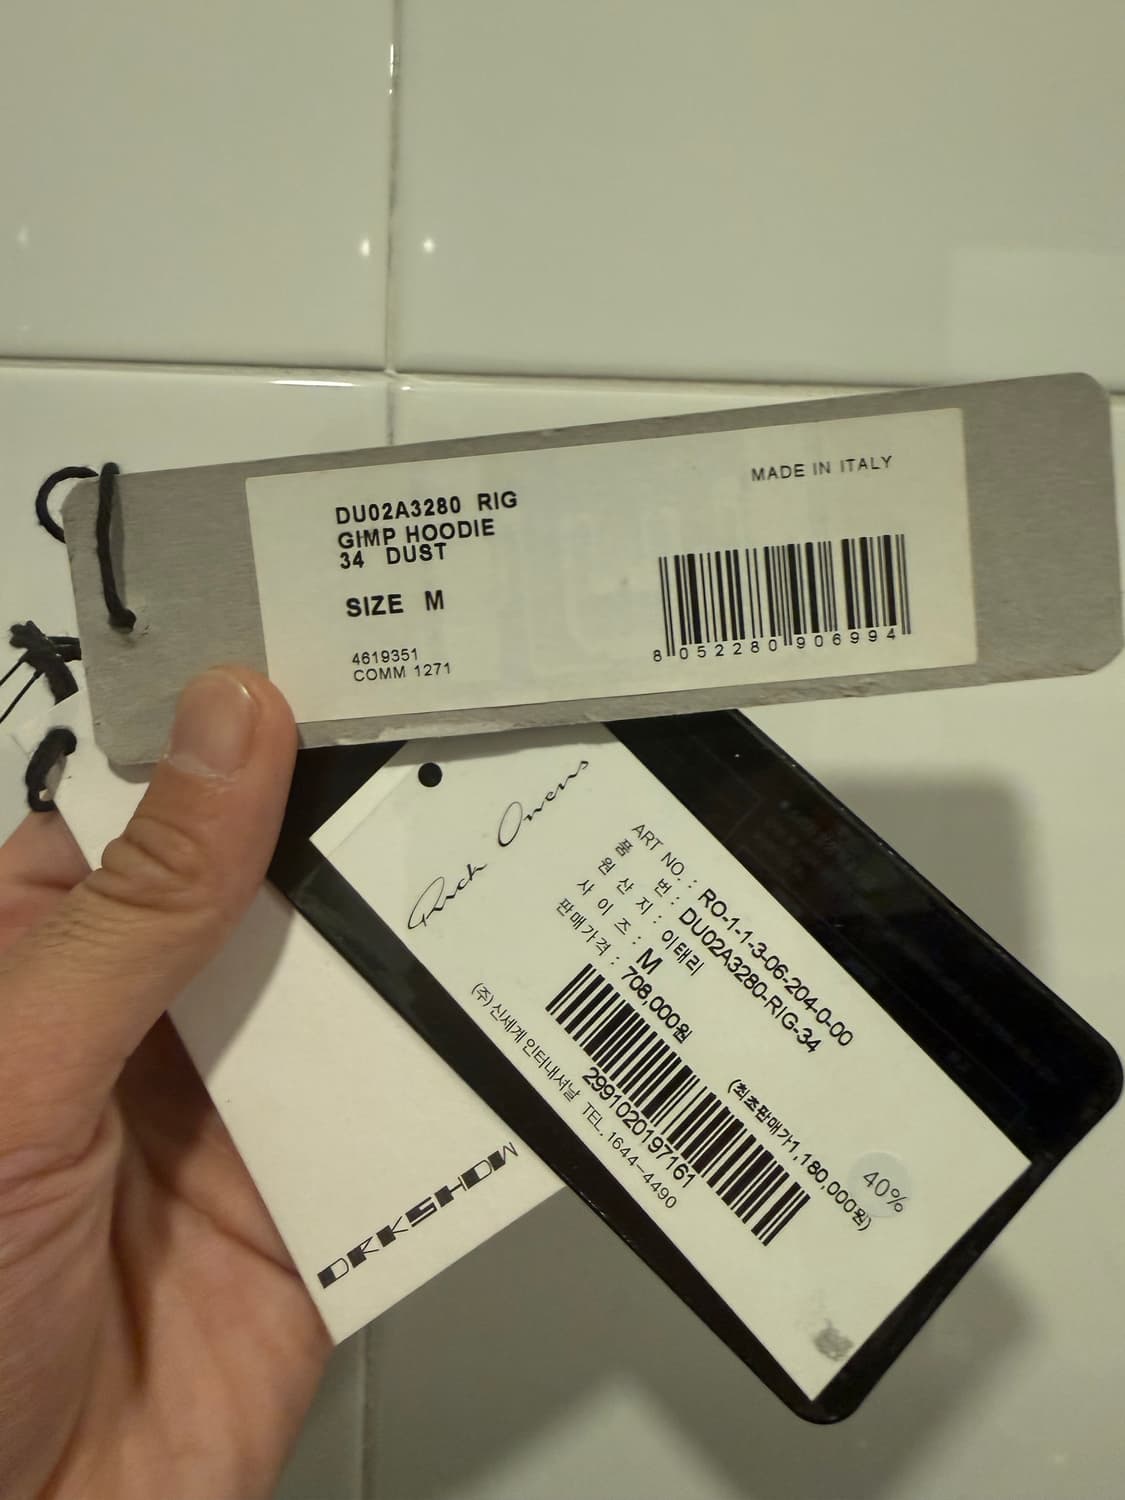 DU02A3280 RIG
GIMP HOODIE
34 DUST
SIZE M
4619351
COMM 1271
MADE IN ITALY
8 052280 906994
Rick Owens
ART NO. : RO-1-1-3-06-204-0-00
품 번 : DU02A3280-RIG-34
원 산 지 : 이태리
사 이 즈 : M
판매가격 : 708,000원
(최초판매가1,180,000원)
40%
2991020197161
(주)신세계 인터내셔날 TEL. 1644-4490
DRKSHDW